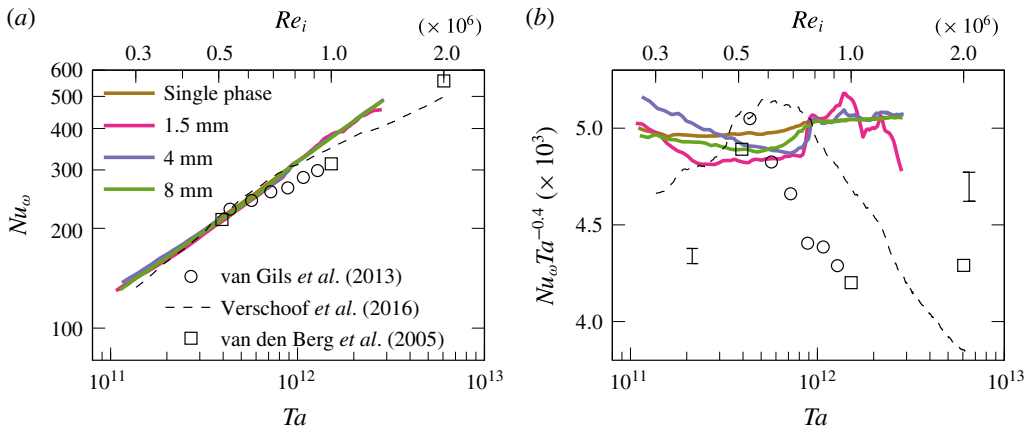 (a)
Re_i
(× 10^6)
0.3 0.5 1.0 2.0
600
500
400
300
200
100
Nu_ω
Single phase
1.5 mm
4 mm
8 mm
van Gils et al. (2013)
Verschoof et al. (2016)
van den Berg et al. (2005)
10^11 10^12 10^13
Ta
(b)
Re_i
(× 10^6)
0.3 0.5 1.0 2.0
5.0
4.5
4.0
Nu_ωTa^−0.4 (× 10^3)
10^11 10^12 10^13
Ta